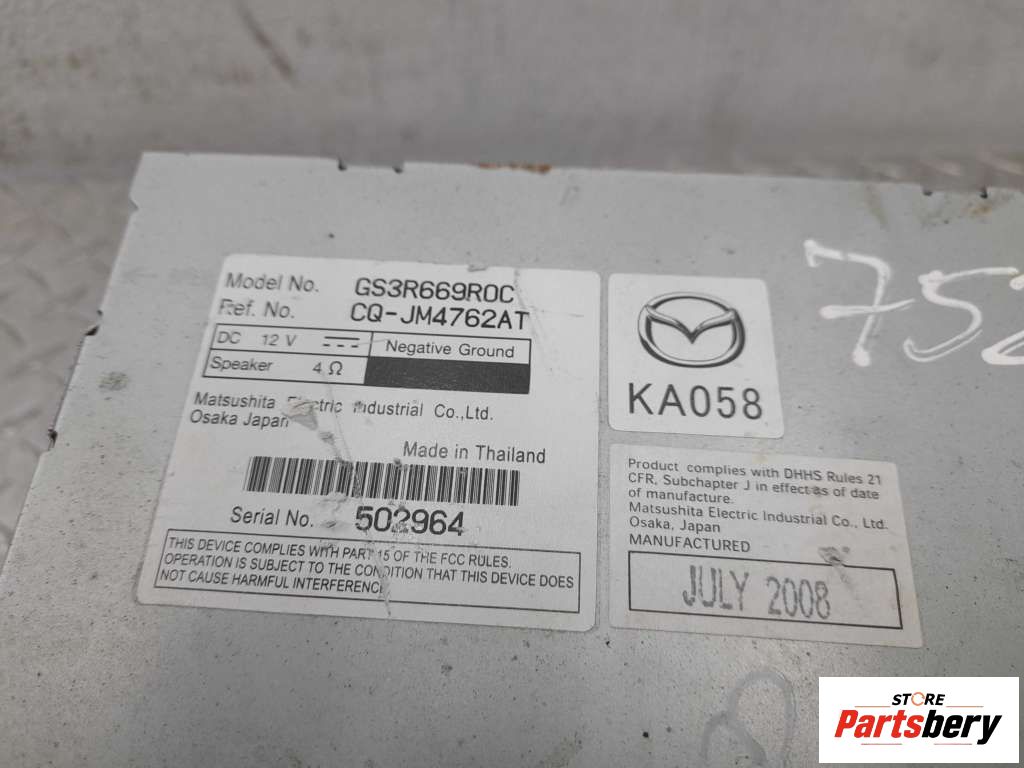 Model No. GS3R669R0C
Ref. No. CQ-JM4762AT
DC 12 V Negative Ground
Speaker 4 Ω
Matsushita Electric Industrial Co.,Ltd.
Osaka Japan
Made in Thailand
Serial No. 502964
THIS DEVICE COMPLIES WITH PART 15 OF THE FCC RULES.
OPERATION IS SUBJECT TO THE CONDITION THAT THIS DEVICE DOES
NOT CAUSE HARMFUL INTERFERENCE.
KA058
Product complies with DHHS Rules 21
CFR, Subchapter J in effect as of date
of manufacture.
Matsushita Electric Industrial Co., Ltd.
Osaka, Japan
MANUFACTURED
JULY 2008
STORE
Partsbery